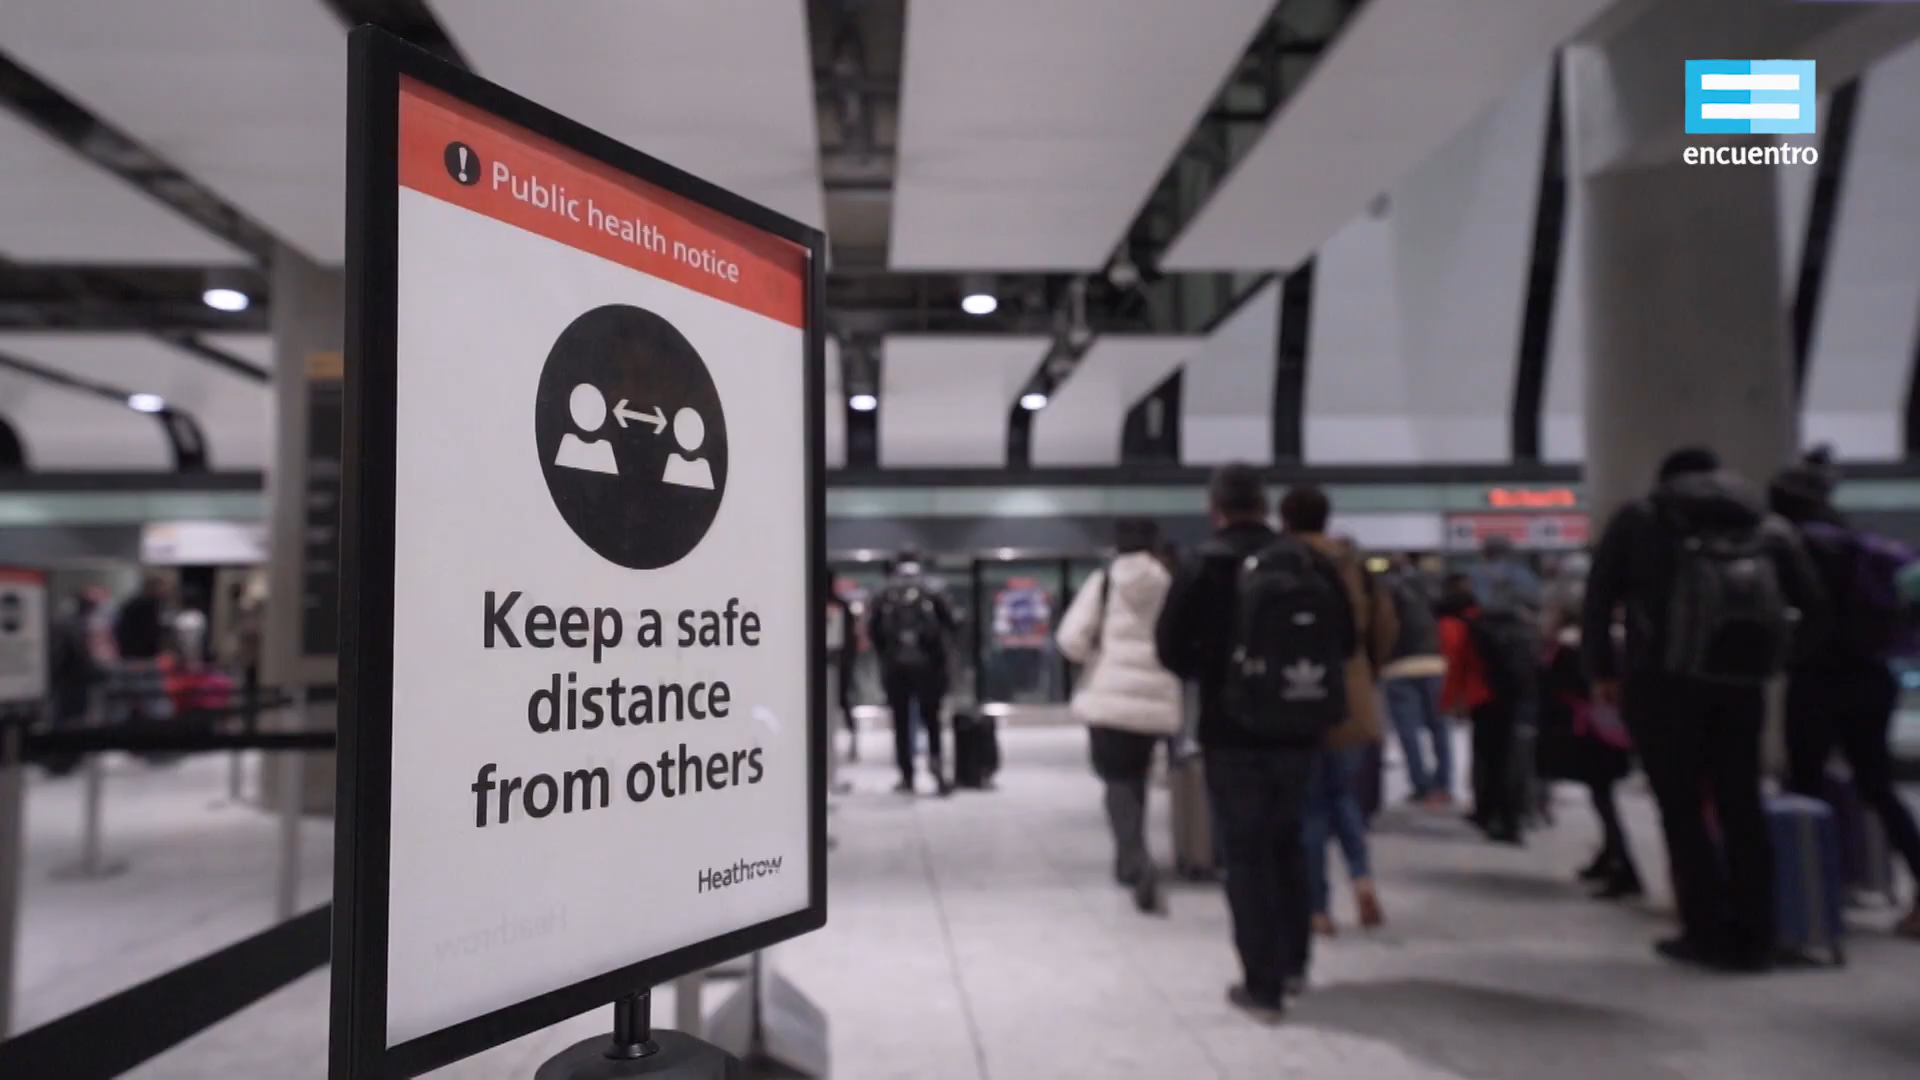 encuentro
! Public health notice
Keep a safe
distance
from others
Heathrow